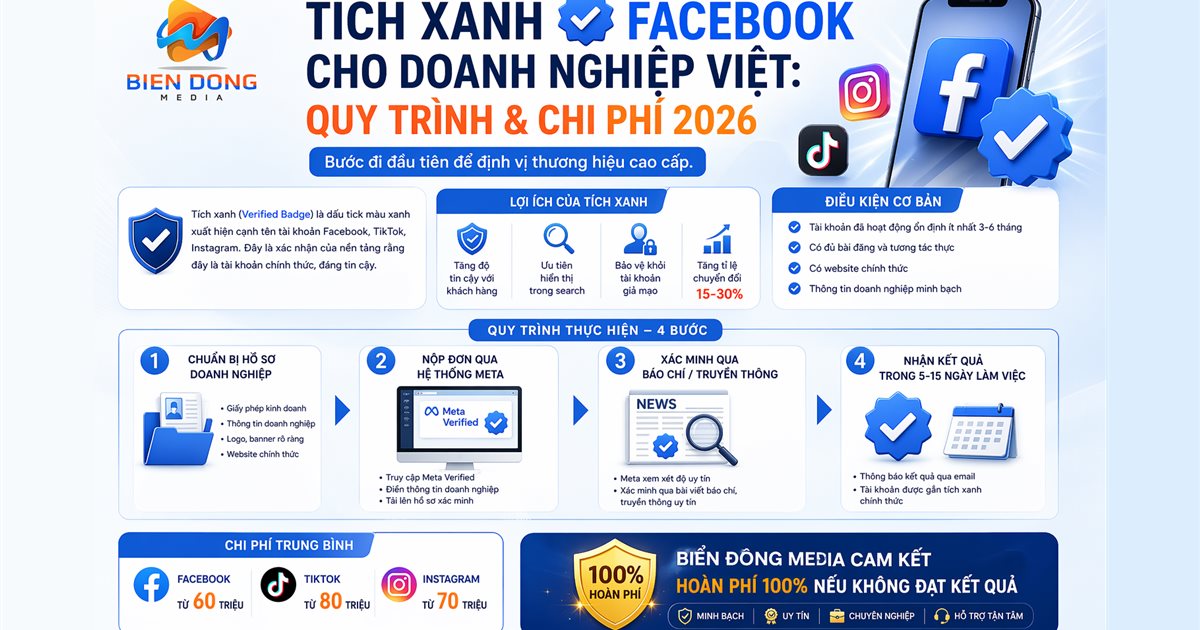 BIEN DONG
MEDIA
TÍCH XANH FACEBOOK
CHO DOANH NGHIỆP VIỆT:
QUY TRÌNH & CHI PHÍ 2026
Bước đi đầu tiên để định vị thương hiệu cao cấp.
Tích xanh (Verified Badge) là dấu tick màu xanh
xuất hiện cạnh tên tài khoản Facebook, TikTok,
Instagram. Đây là xác nhận của nền tảng rằng
đây là tài khoản chính thức, đáng tin cậy.
LỢI ÍCH CỦA TÍCH XANH
Tăng độ
tin cậy với
khách hàng
Ưu tiên
hiển thị
trong search
Bảo vệ khỏi
tài khoản
giả mạo
Tăng tỉ lệ
chuyển đổi
15-30%
ĐIỀU KIỆN CƠ BẢN
Tài khoản đã hoạt động ổn định ít nhất 3-6 tháng
Có đủ bài đăng và tương tác thực
Có website chính thức
Thông tin doanh nghiệp minh bạch
QUY TRÌNH THỰC HIỆN – 4 BƯỚC
1
CHUẨN BỊ HỒ SƠ
DOANH NGHIỆP
• Giấy phép kinh doanh
• Thông tin doanh nghiệp
• Logo, banner rõ ràng
• Website chính thức
2
NỘP ĐƠN QUA
HỆ THỐNG META
Meta
Verified
• Truy cập Meta Verified
• Điền thông tin doanh nghiệp
• Tải lên hồ sơ xác minh
3
XÁC MINH QUA
BÁO CHÍ / TRUYỀN THÔNG
NEWS
• Meta xem xét độ uy tín
• Xác minh qua bài viết báo chí,
truyền thông uy tín
4
NHẬN KẾT QUẢ
TRONG 5-15 NGÀY LÀM VIỆC
• Thông báo kết quả qua email
• Tài khoản được gắn tích xanh
chính thức
CHI PHÍ TRUNG BÌNH
FACEBOOK
TỪ 60 TRIỆU
TIKTOK
TỪ 80 TRIỆU
INSTAGRAM
TỪ 70 TRIỆU
100%
HOÀN PHÍ
BIỂN ĐÔNG MEDIA CAM KẾT
HOÀN PHÍ 100% NẾU KHÔNG ĐẠT KẾT QUẢ
MINH BẠCH
UY TÍN
CHUYÊN NGHIỆP
HỖ TRỢ TẬN TÂM